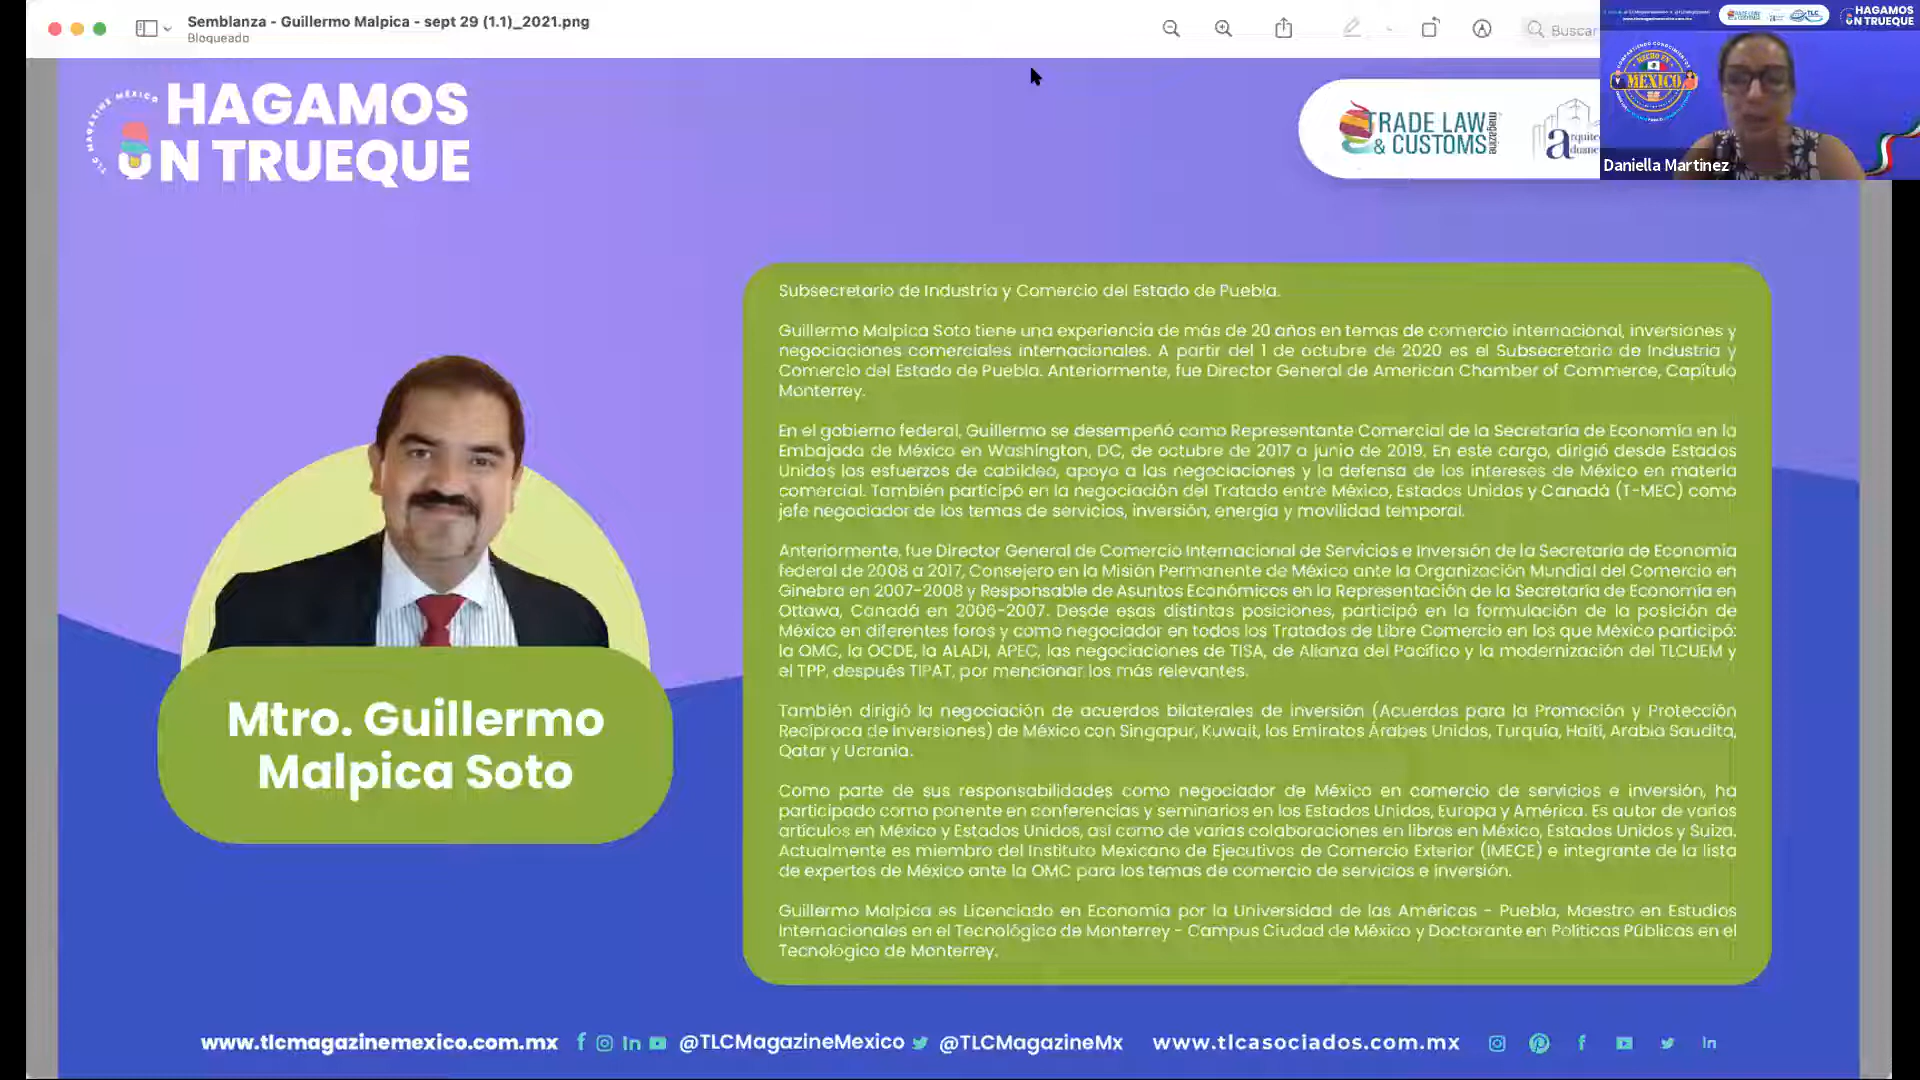 Semblanza - Guillermo Malpica - sept 29 (1.1)_2021.png
Bloqueado
Buscar
HAGAMOS
UN TRUEQUE
TLC MAGAZINE MÉXICO
TRADE LAW
& CUSTOMS
magazine
HAGAMOS
UN TRUEQUE
HECHO EN
MÉXICO
Daniella Martinez
Subsecretario de Industria y Comercio del Estado de Puebla.
Guillermo Malpica Soto tiene una experiencia de más de 20 años en temas de comercio internacional, inversiones y
negociaciones comerciales internacionales. A partir del 1 de octubre de 2020 es el Subsecretario de Industria y
Comercio del Estado de Puebla. Anteriormente, fue Director General de American Chamber of Commerce, Capítulo
Monterrey.
En el gobierno federal, Guillermo se desempeñó como Representante Comercial de la Secretaría de Economía en la
Embajada de México en Washington, DC, de octubre de 2017 a junio de 2019. En este cargo, dirigió desde Estados
Unidos los esfuerzos de cabildeo, apoyo a las negociaciones y la defensa de los intereses de México en materia
comercial. También participó en la negociación del Tratado entre México, Estados Unidos y Canadá (T-MEC) como
jefe negociador de los temas de servicios, inversión, energía y movilidad temporal.
Anteriormente, fue Director General de Comercio Internacional de Servicios e Inversión de la Secretaría de Economía
federal de 2008 a 2017, Consejero en la Misión Permanente de México ante la Organización Mundial del Comercio en
Ginebra en 2007-2008 y Responsable de Asuntos Económicos en la Representación de la Secretaría de Economía en
Ottawa, Canadá en 2006-2007. Desde esas distintas posiciones, participó en la formulación de la posición de
México en diferentes foros y como negociador en todos los Tratados de Libre Comercio en los que México participó:
la OMC, la OCDE, la ALADI, APEC, las negociaciones de TISA, de Alianza del Pacífico y la modernización del TLCUEM y
el TPP, después TIPAT, por mencionar los más relevantes.
También dirigió la negociación de acuerdos bilaterales de inversión (Acuerdos para la Promoción y Protección
Recíproca de Inversiones) de México con Singapur, Kuwait, los Emiratos Árabes Unidos, Turquía, Haití, Arabia Saudita,
Qatar y Ucrania.
Como parte de sus responsabilidades como negociador de México en comercio de servicios e inversión, ha
participado como ponente en conferencias y seminarios en los Estados Unidos, Europa y América. Es autor de varios
artículos en México y Estados Unidos, así como de varias colaboraciones en libros en México, Estados Unidos y Suiza.
Actualmente es miembro del Instituto Mexicano de Ejecutivos de Comercio Exterior (IMECE) e integrante de la lista
de expertos de México ante la OMC para los temas de comercio de servicios e inversión.
Guillermo Malpica es Licenciado en Economía por la Universidad de las Américas - Puebla, Maestro en Estudios
Internacionales en el Tecnológico de Monterrey - Campus Ciudad de México y Doctorante en Políticas Públicas en el
Tecnológico de Monterrey.
Mtro. Guillermo
Malpica Soto
www.tlcmagazinemexico.com.mx @TLCMagazineMexico @TLCMagazineMx www.tlcasociados.com.mx